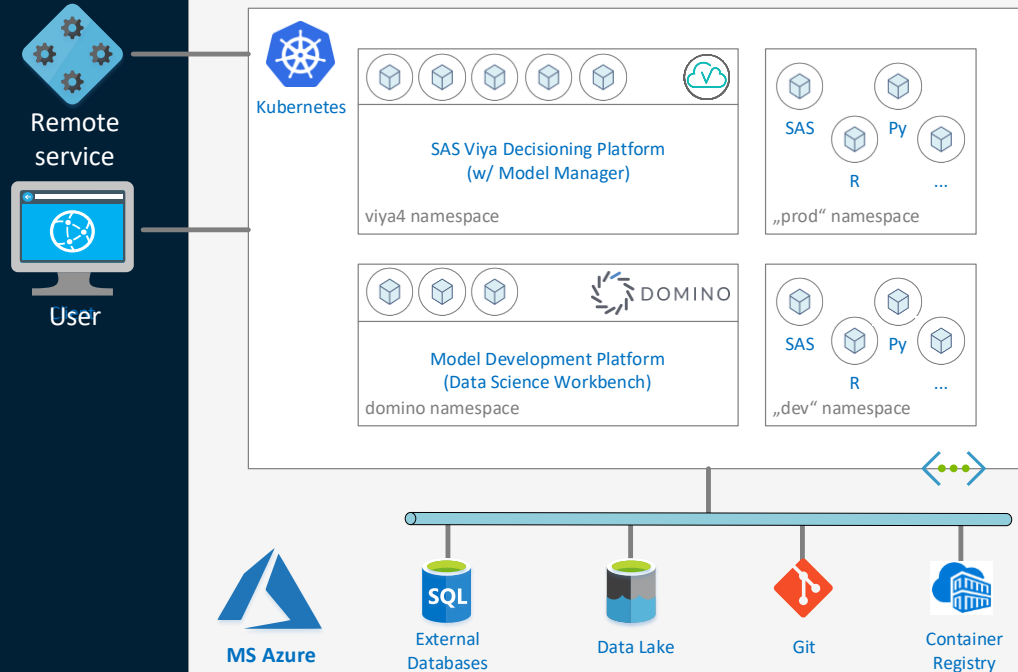 Remote
service
User
Kubernetes
SAS Viya Decisioning Platform
(w/ Model Manager)
viya4 namespace
SAS
Py
R
...
„prod“ namespace
DOMINO
Model Development Platform
(Data Science Workbench)
domino namespace
SAS
Py
R
...
„dev“ namespace
MS Azure
SQL
External
Databases
Data Lake
Git
Container
Registry